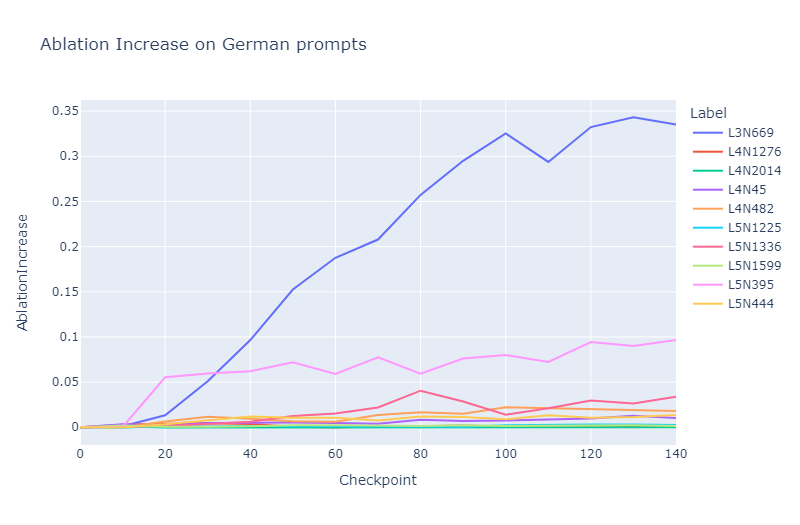 Ablation Increase on German prompts
Label
L3N669
L4N1276
L4N2014
L4N45
L4N482
L5N1225
L5N1336
L5N1599
L5N395
L5N444
AblationIncrease
0.35
0.3
0.25
0.2
0.15
0.1
0.05
0
0 20 40 60 80 100 120 140
Checkpoint